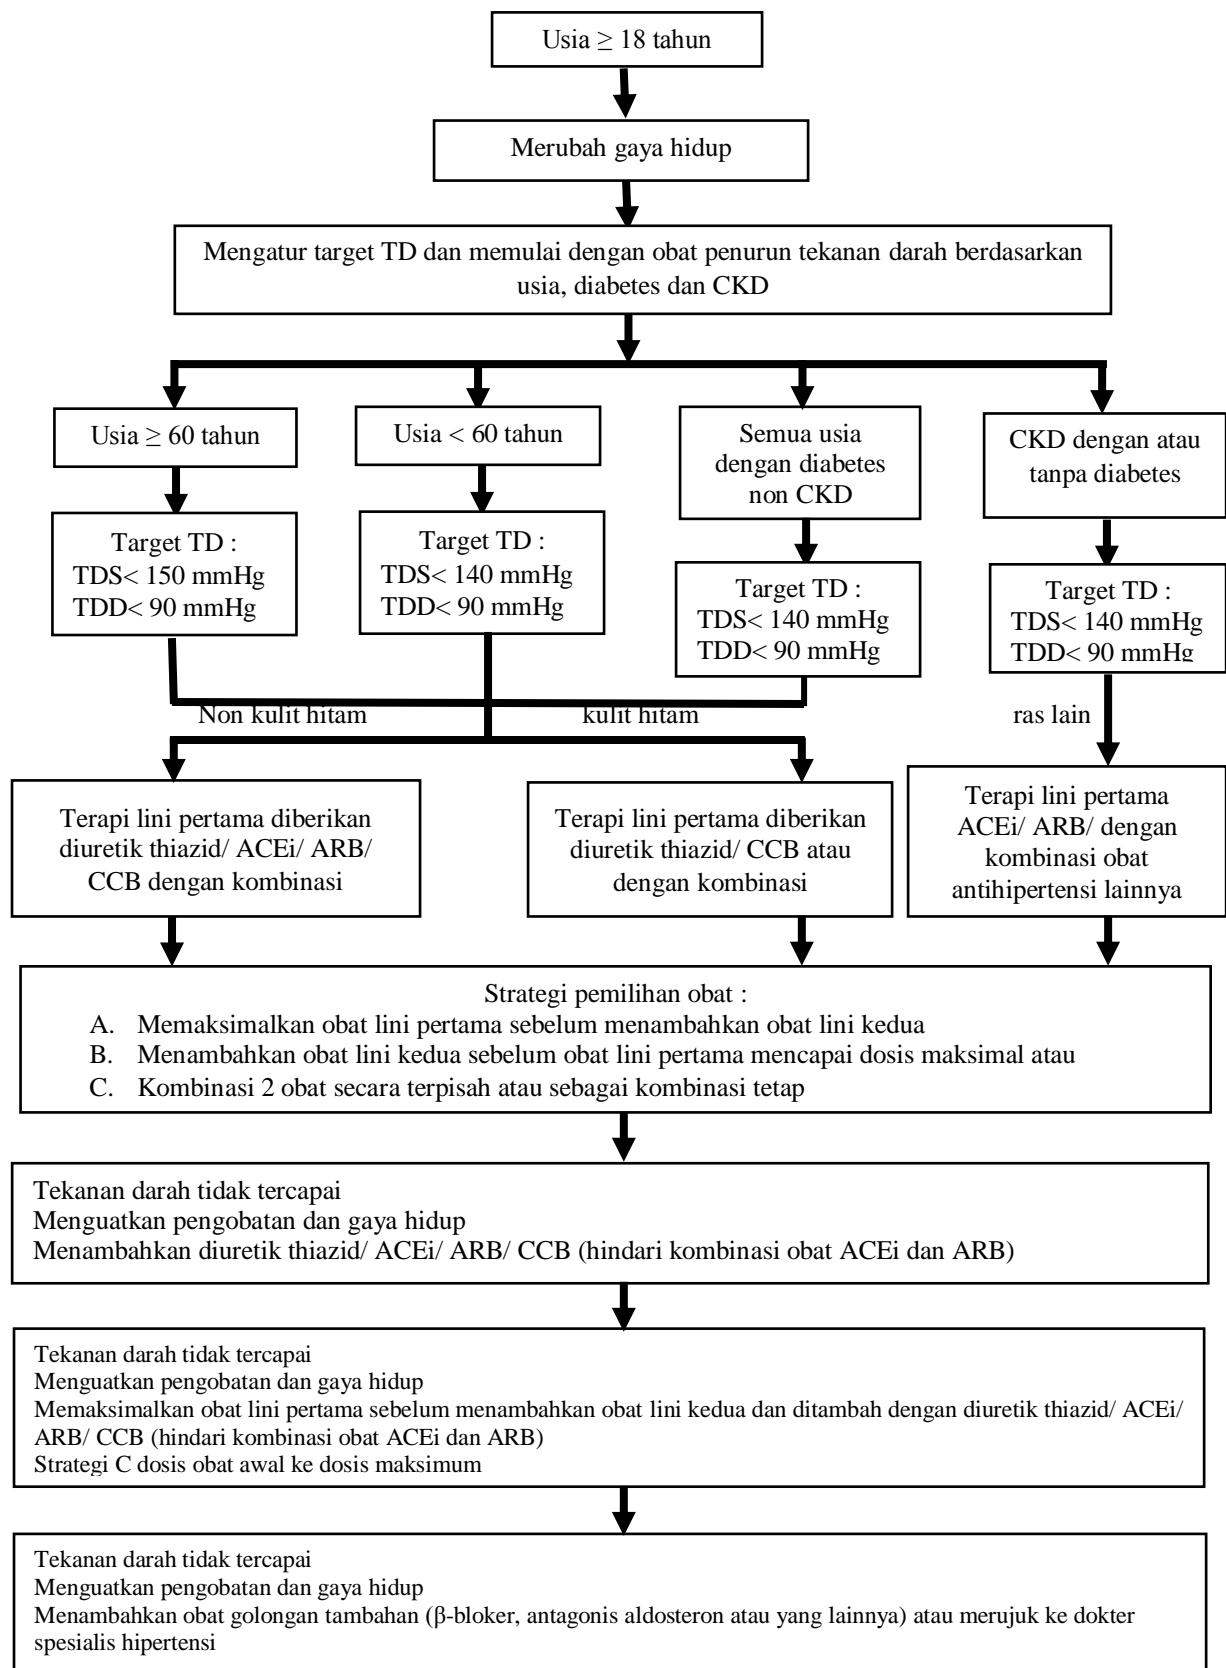 Usia ≥ 18 tahun
Merubah gaya hidup
Mengatur target TD dan memulai dengan obat penurun tekanan darah berdasarkan
usia, diabetes dan CKD
Usia ≥ 60 tahun
Usia < 60 tahun
Semua usia
dengan diabetes
non CKD
CKD dengan atau
tanpa diabetes
Target TD :
TDS< 150 mmHg
TDD< 90 mmHg
Target TD :
TDS< 140 mmHg
TDD< 90 mmHg
Target TD :
TDS< 140 mmHg
TDD< 90 mmHg
Target TD :
TDS< 140 mmHg
TDD< 90 mmHg
Non kulit hitam
kulit hitam
ras lain
Terapi lini pertama diberikan
diuretik thiazid/ ACEi/ ARB/
CCB dengan kombinasi
Terapi lini pertama diberikan
diuretik thiazid/ CCB atau
dengan kombinasi
Terapi lini pertama
ACEi/ ARB/ dengan
kombinasi obat
antihipertensi lainnya
Strategi pemilihan obat :
A. Memaksimalkan obat lini pertama sebelum menambahkan obat lini kedua
B. Menambahkan obat lini kedua sebelum obat lini pertama mencapai dosis maksimal atau
C. Kombinasi 2 obat secara terpisah atau sebagai kombinasi tetap
Tekanan darah tidak tercapai
Menguatkan pengobatan dan gaya hidup
Menambahkan diuretik thiazid/ ACEi/ ARB/ CCB (hindari kombinasi obat ACEi dan ARB)
Tekanan darah tidak tercapai
Menguatkan pengobatan dan gaya hidup
Memaksimalkan obat lini pertama sebelum menambahkan obat lini kedua dan ditambah dengan diuretik thiazid/ ACEi/
ARB/ CCB (hindari kombinasi obat ACEi dan ARB)
Strategi C dosis obat awal ke dosis maksimum
Tekanan darah tidak tercapai
Menguatkan pengobatan dan gaya hidup
Menambahkan obat golongan tambahan (β-bloker, antagonis aldosteron atau yang lainnya) atau merujuk ke dokter
spesialis hipertensi